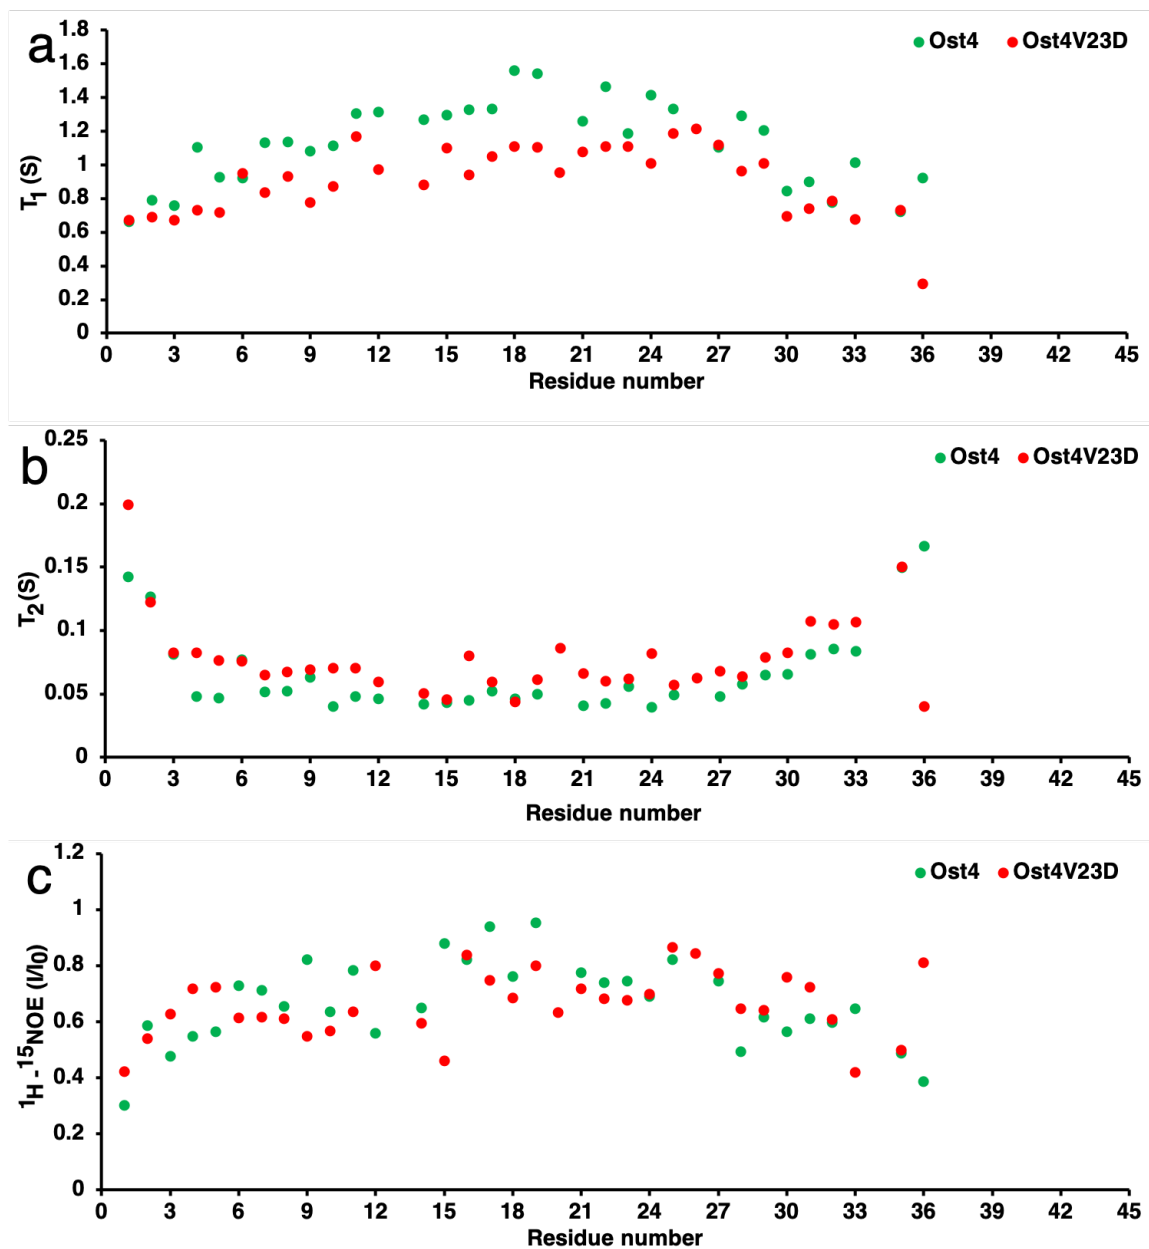 a
Ost4 Ost4V23D
1.8
1.6
1.4
1.2
1
0.8
0.6
0.4
0.2
0
T1 (S)
0 3 6 9 12 15 18 21 24 27 30 33 36 39 42 45
Residue number
b
Ost4 Ost4V23D
0.25
0.2
0.15
0.1
0.05
0
T2(S)
0 3 6 9 12 15 18 21 24 27 30 33 36 39 42 45
Residue number
c
Ost4 Ost4V23D
1.2
1
0.8
0.6
0.4
0.2
0
1H - 15NOE (I/I0)
0 3 6 9 12 15 18 21 24 27 30 33 36 39 42 45
Residue number